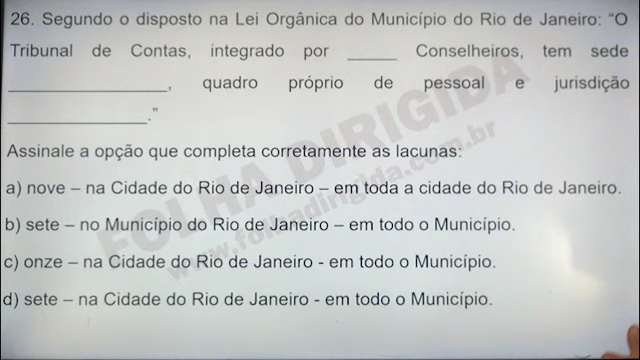 26. Segundo o disposto na Lei Orgânica do Município do Rio de Janeiro: “O
Tribunal de Contas, integrado por _____ Conselheiros, tem sede
_________________, quadro próprio de pessoal e jurisdição
_______________.”
Assinale a opção que completa corretamente as lacunas:
a) nove – na Cidade do Rio de Janeiro – em toda a cidade do Rio de Janeiro.
b) sete – no Município do Rio de Janeiro – em todo o Município.
c) onze – na Cidade do Rio de Janeiro - em todo o Município.
d) sete – na Cidade do Rio de Janeiro - em todo o Município.
FOLHA DIRIGIDA
www.folhadirigida.com.br